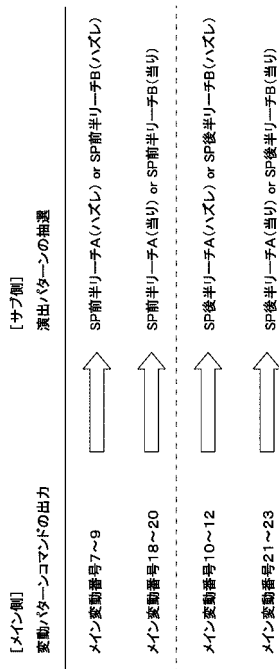 [メイン側]
変動パターンコマンドの出力
[サブ側]
演出パターンの抽選
メイン変動番号7～9
SP前半リーチA(ハズレ) or SP前半リーチB(ハズレ)
メイン変動番号18～20
SP前半リーチA(当り) or SP前半リーチB(当り)
メイン変動番号10～12
SP後半リーチA(ハズレ) or SP後半リーチB(ハズレ)
メイン変動番号21～23
SP後半リーチA(当り) or SP後半リーチB(当り)